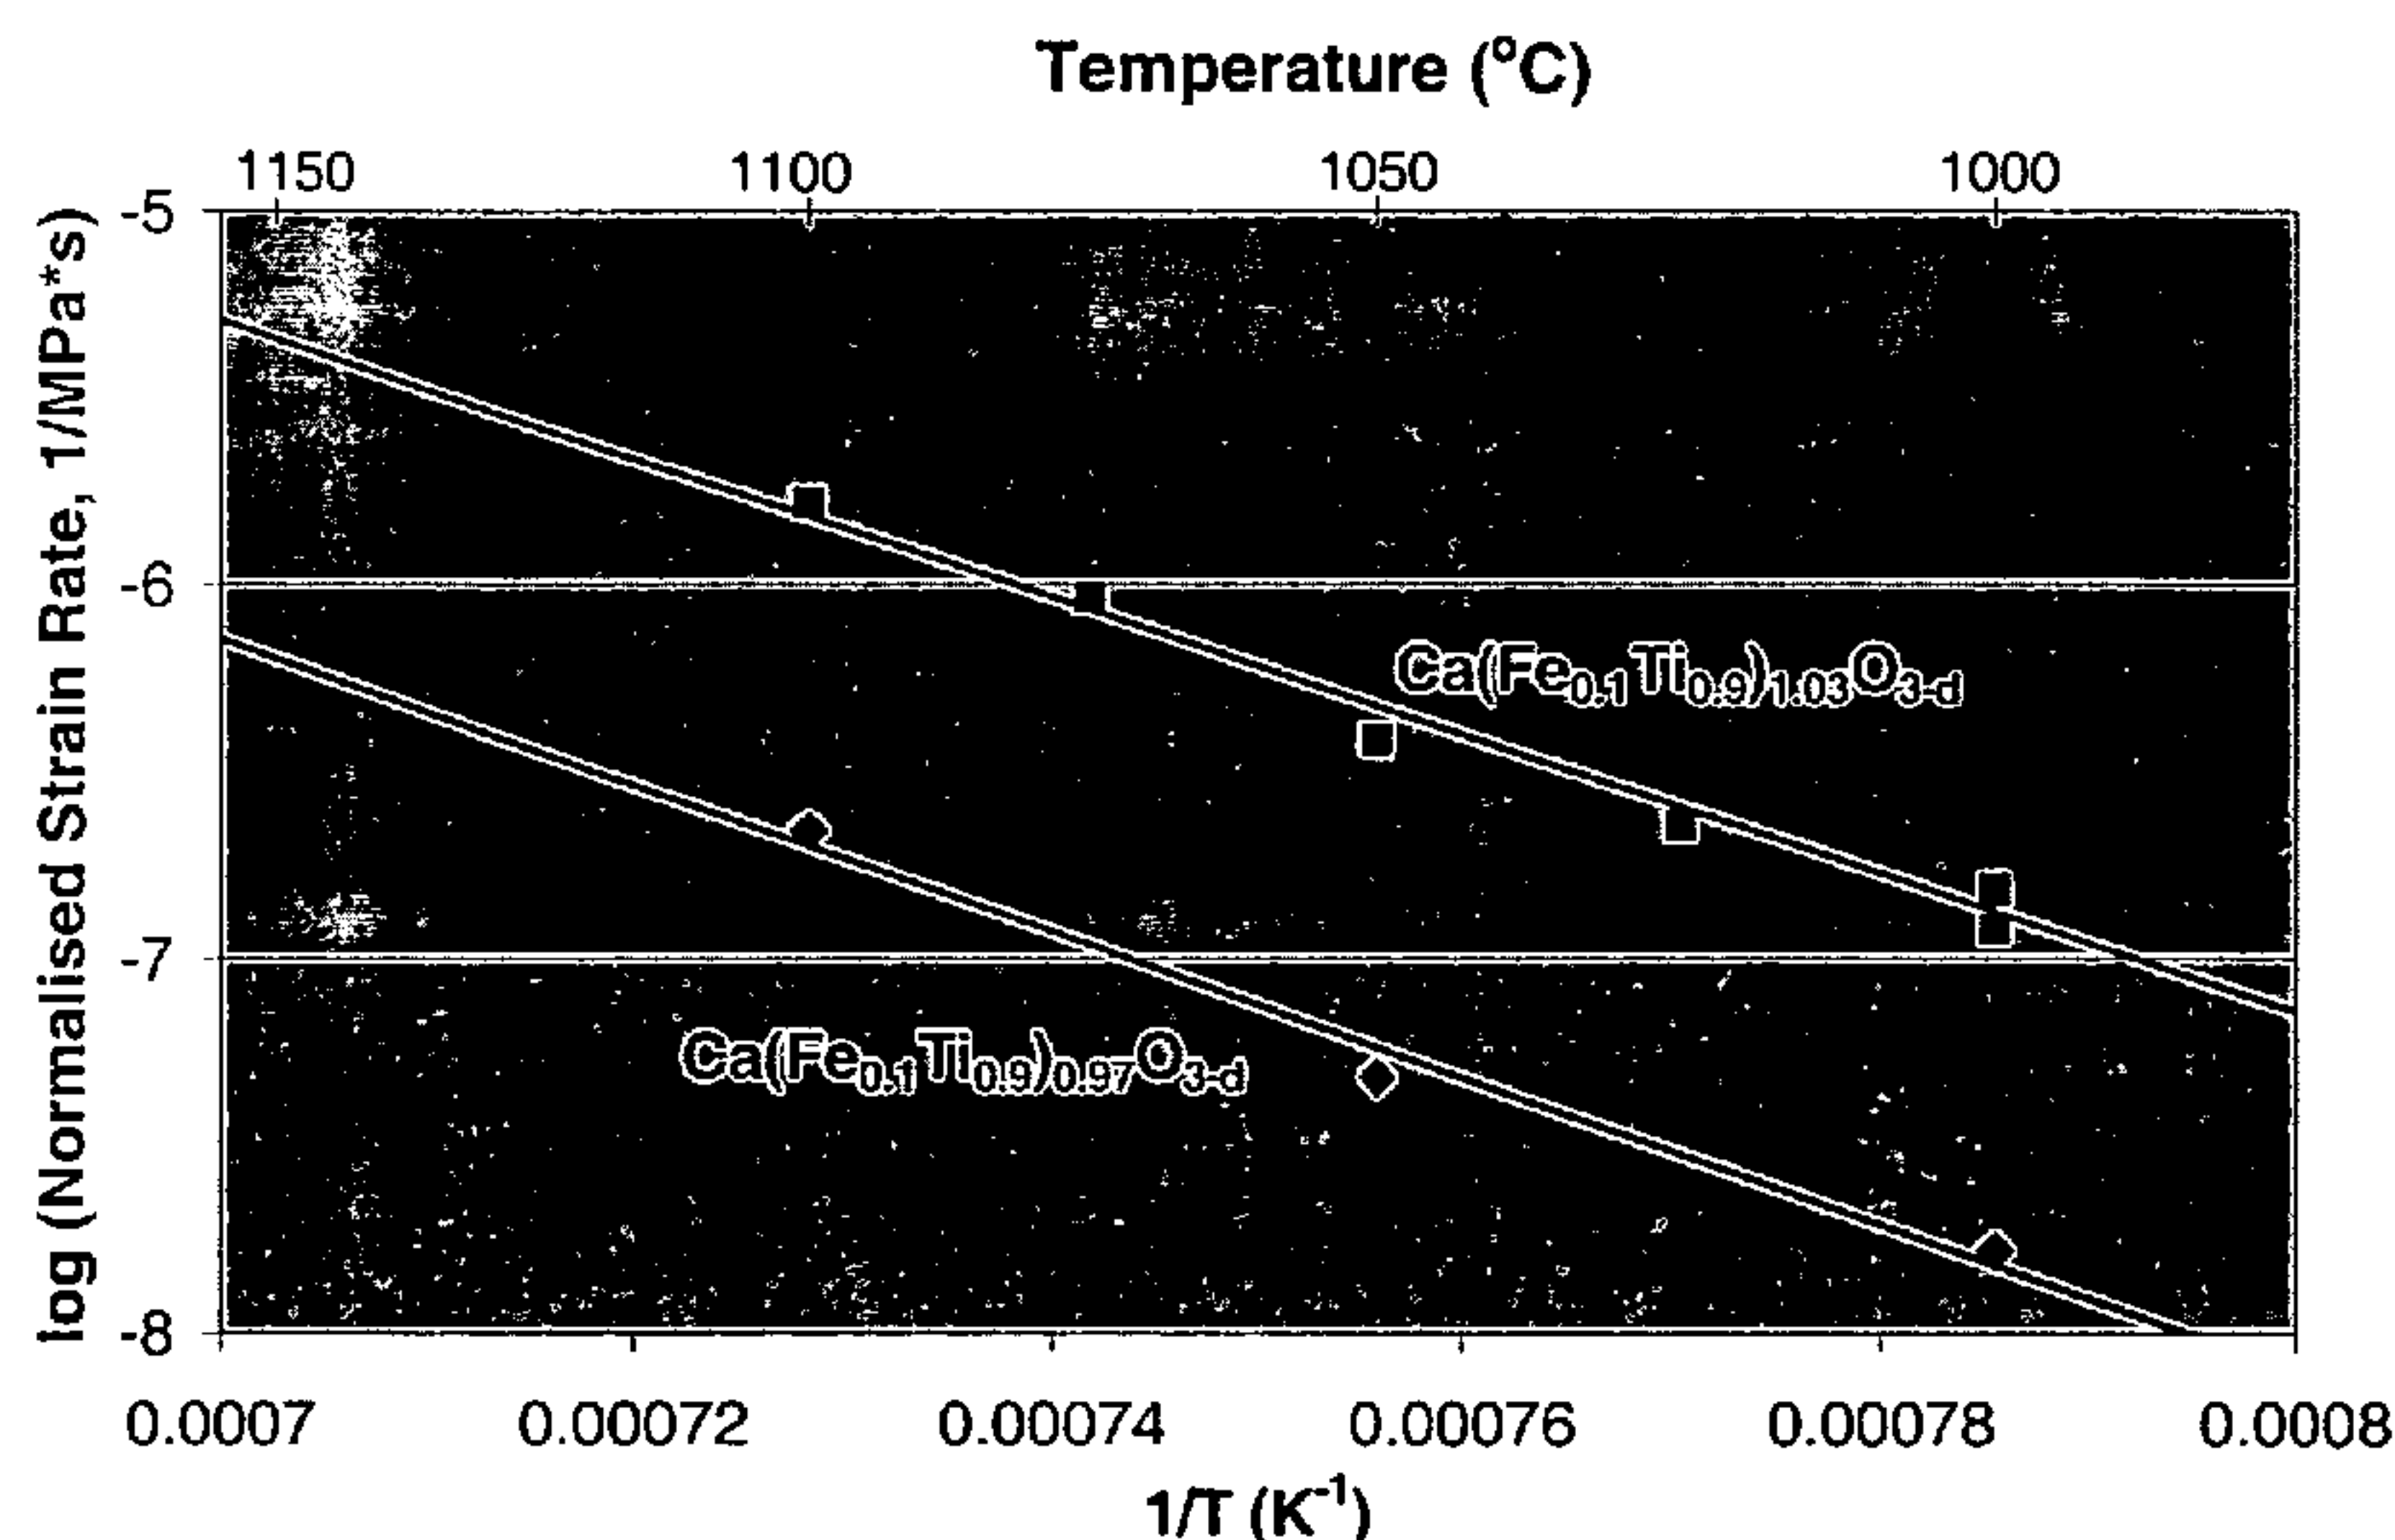 Temperature (°C)
1150 1100 1050 1000
log (Normalised Strain Rate, 1/MPa*s)
-5
-6
-7
-8
Ca(Fe₀.₁Ti₀.₉)₁.₀₃O₃₋d
Ca(Fe₀.₁Ti₀.₉)₀.₉₇O₃₋d
0.0007 0.00072 0.00074 0.00076 0.00078 0.0008
1/T (K⁻¹)